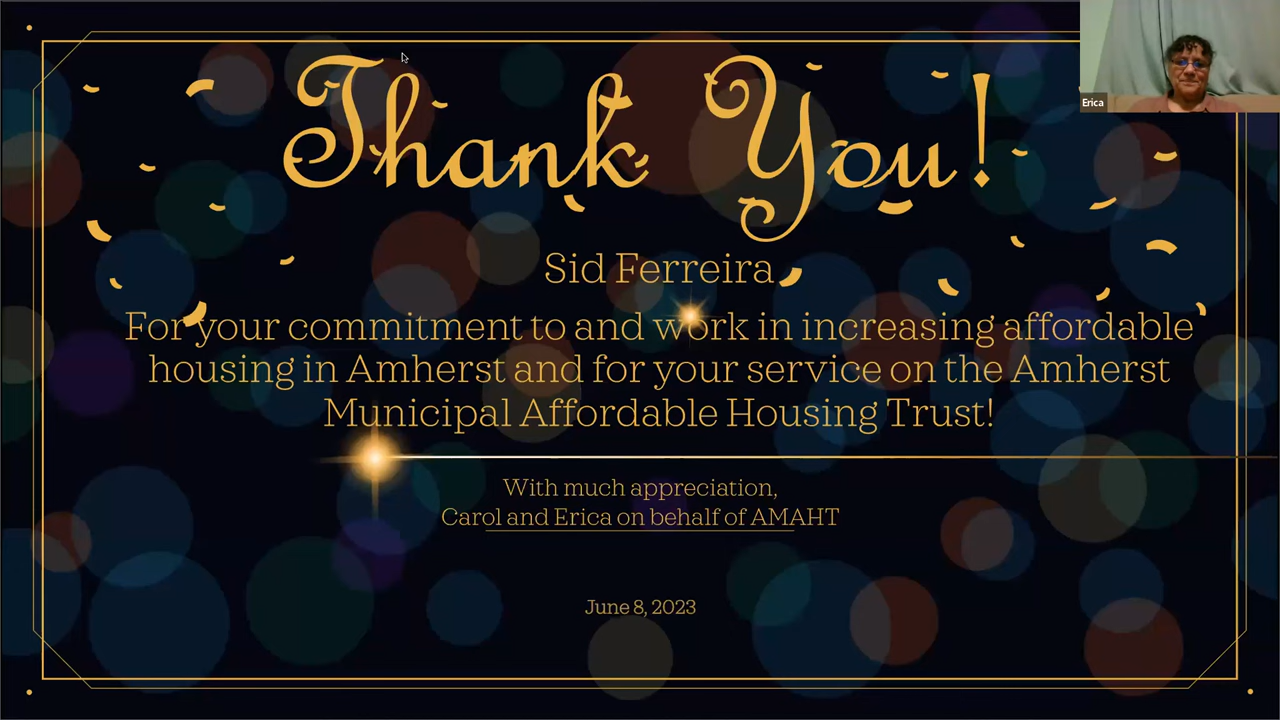 Thank You!
Erica
Sid Ferreira
For your commitment to and work in increasing affordable
housing in Amherst and for your service on the Amherst
Municipal Affordable Housing Trust!
With much appreciation,
Carol and Erica on behalf of AMAHT
June 8, 2023